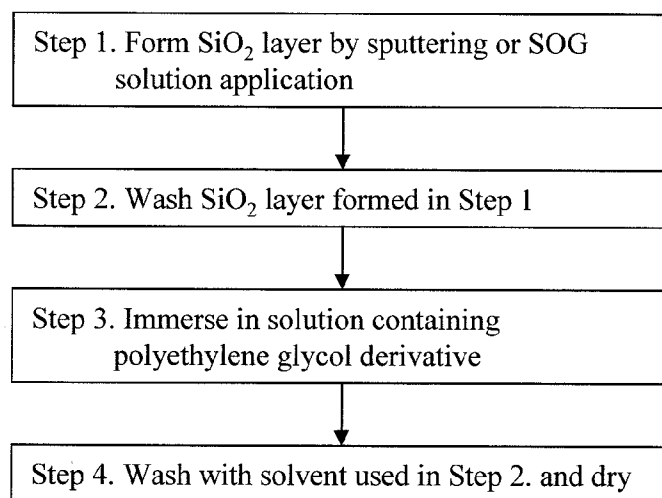 Step 1. Form SiO₂ layer by sputtering or SOG
solution application
Step 2. Wash SiO₂ layer formed in Step 1
Step 3. Immerse in solution containing
polyethylene glycol derivative
Step 4. Wash with solvent used in Step 2. and dry